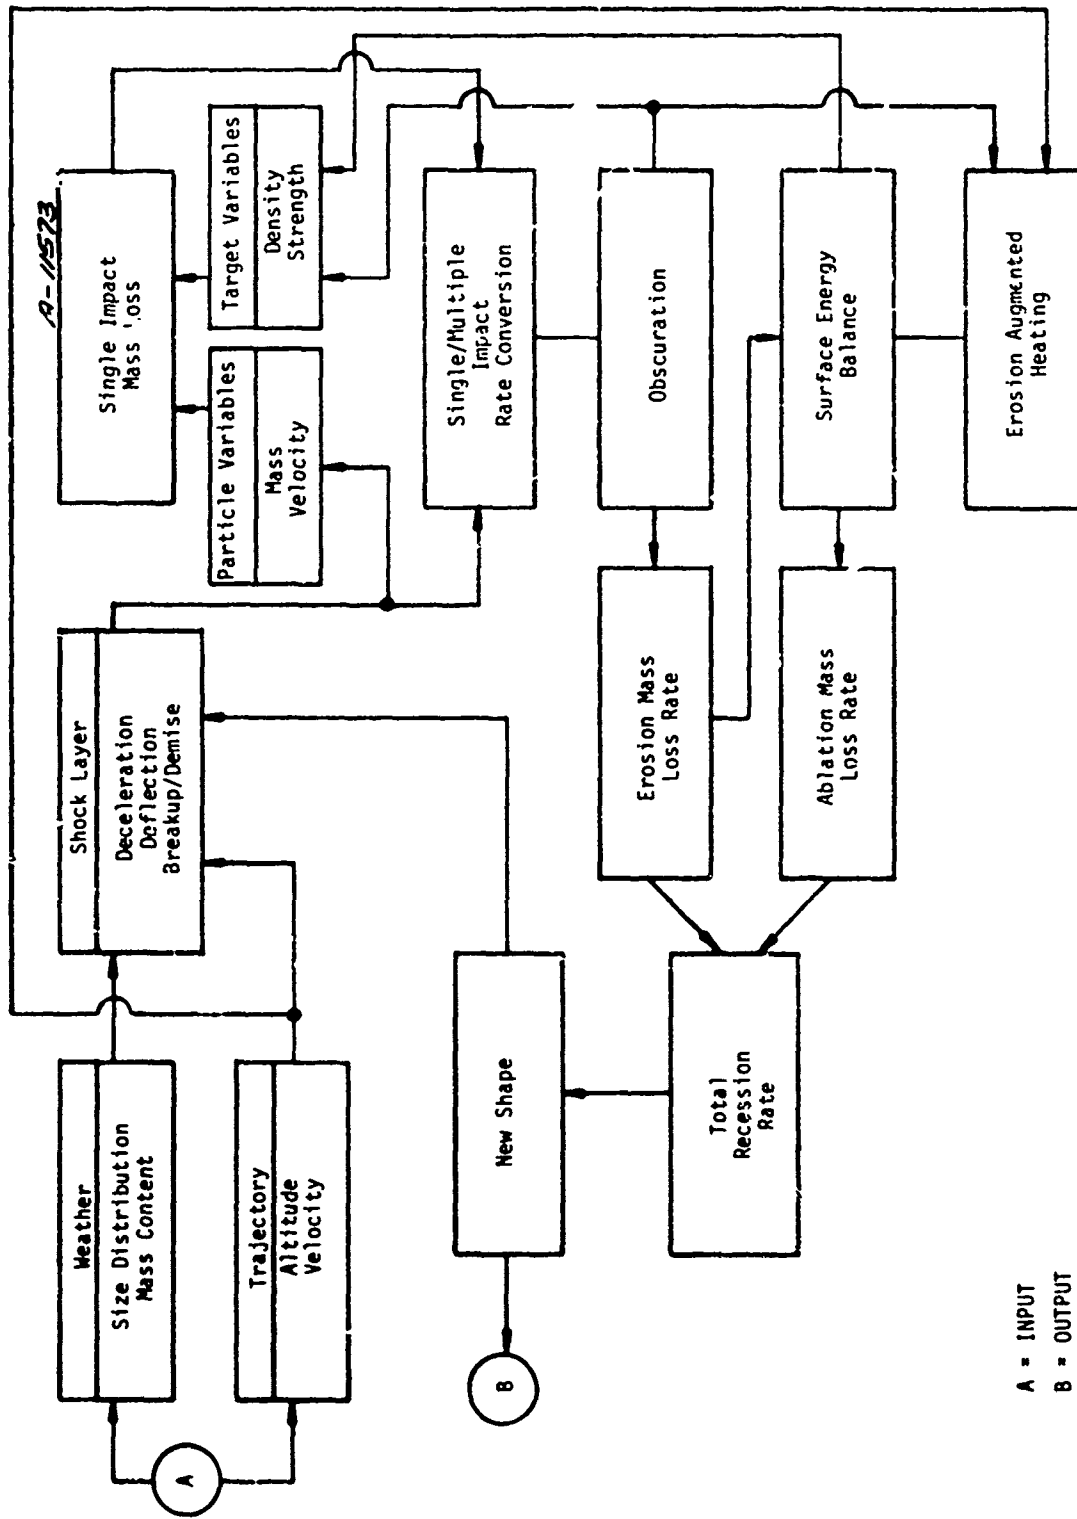 A-11573
Weather
Size Distribution
Mass Content
Trajectory
Altitude
Velocity
A
Shock Layer
Deceleration
Deflection
Breakup/Demise
Single Impact
Mass Loss
Particle Variables
Mass
Velocity
Target Variables
Density
Strength
Single/Multiple
Impact
Rate Conversion
New Shape
B
Erosion Mass
Loss Rate
Obscuration
Total
Recession
Rate
Ablation Mass
Loss Rate
Surface Energy
Balance
Erosion Augmented
Heating
A = INPUT
B = OUTPUT